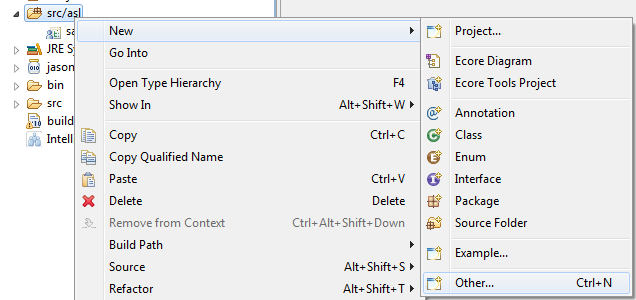 src/asl
sa
JRE Sy
jason
bin
src
build
Intell
New
Go Into
Open Type Hierarchy F4
Show In Alt+Shift+W
Copy Ctrl+C
Copy Qualified Name
Paste Ctrl+V
Delete Delete
Remove from Context Ctrl+Alt+Shift+Down
Build Path
Source Alt+Shift+S
Refactor Alt+Shift+T
Project...
Ecore Diagram
Ecore Tools Project
Annotation
Class
Enum
Interface
Package
Source Folder
Example...
Other... Ctrl+N